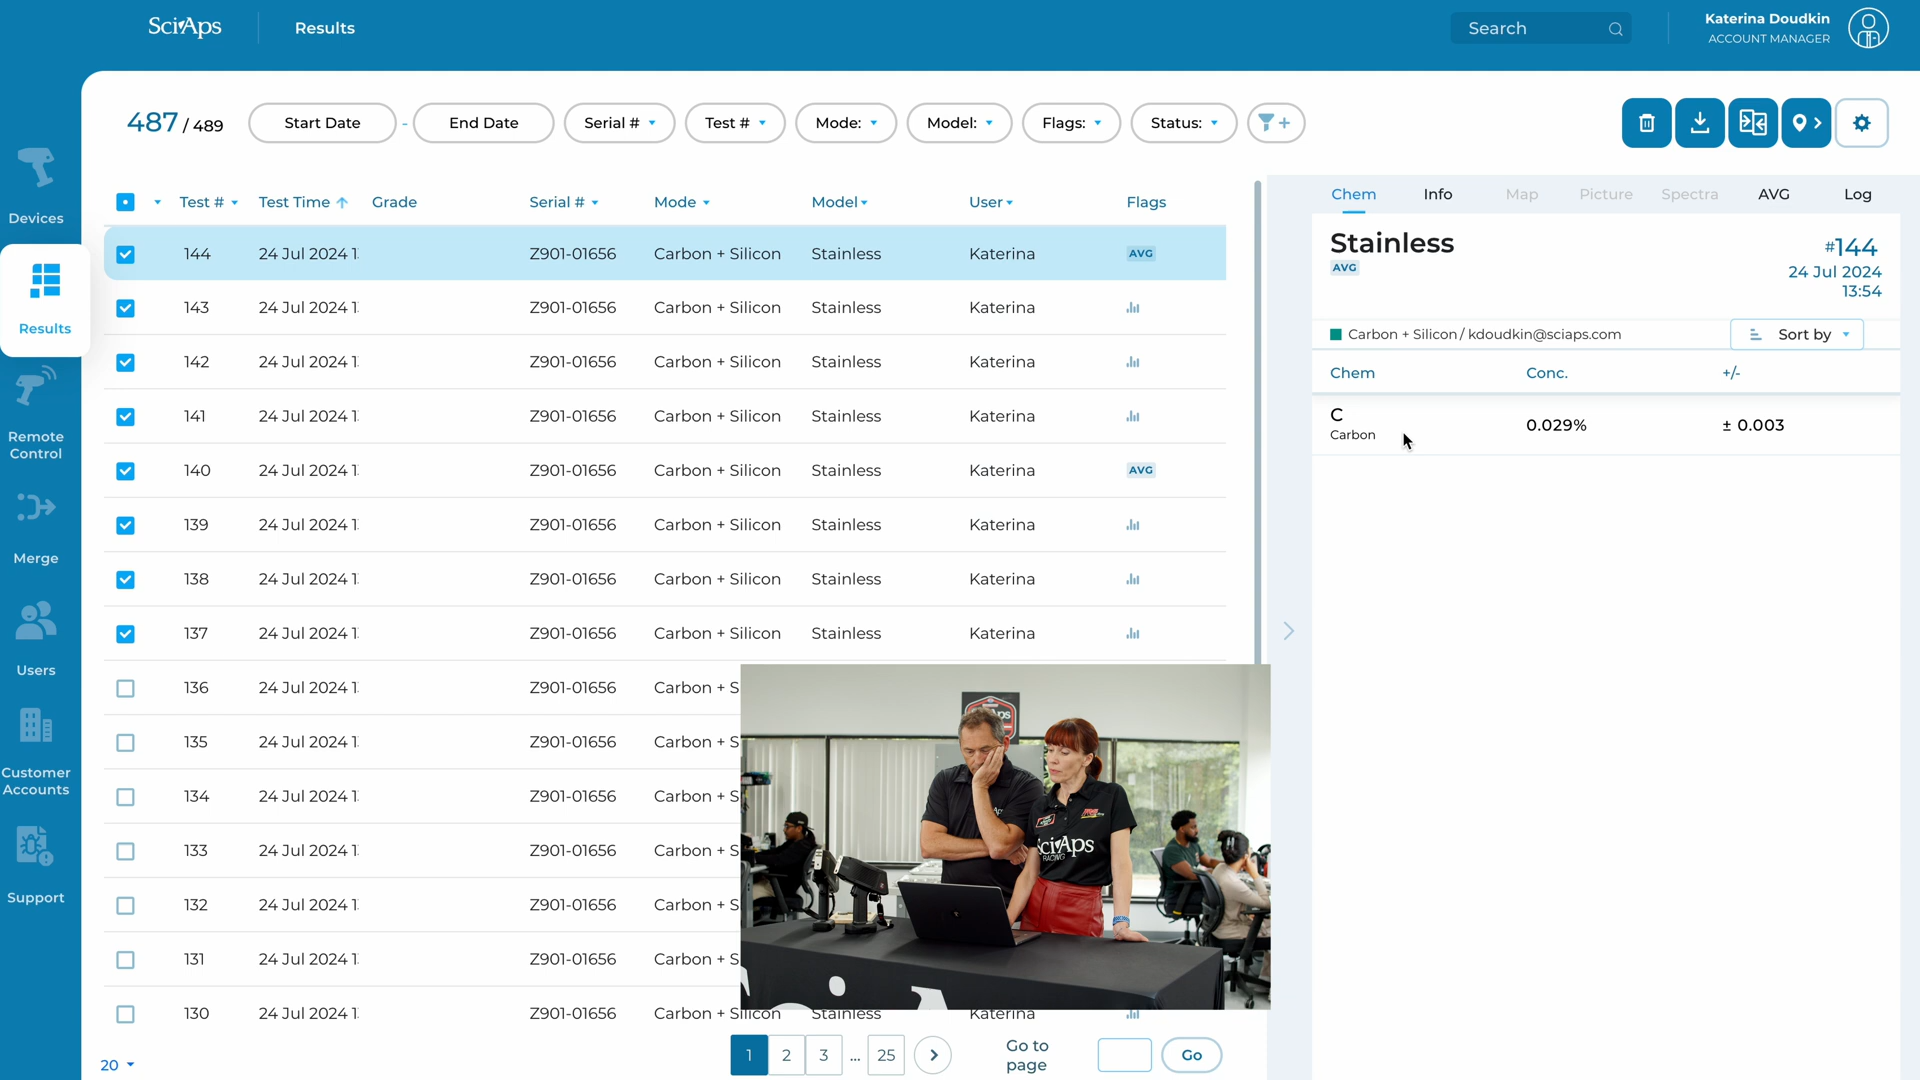 SciAps
Results
Search
Katerina Doudkin
ACCOUNT MANAGER
487 / 489
Start Date - End Date
Serial #
Test #
Mode:
Model:
Flags:
Status:
Devices
Results
Remote
Control
Merge
Users
Customer
Accounts
Support
Test # Test Time Grade Serial # Mode Model User Flags
144 24 Jul 2024 1 Z901-01656 Carbon + Silicon Stainless Katerina AVG
143 24 Jul 2024 1 Z901-01656 Carbon + Silicon Stainless Katerina
142 24 Jul 2024 1 Z901-01656 Carbon + Silicon Stainless Katerina
141 24 Jul 2024 1 Z901-01656 Carbon + Silicon Stainless Katerina
140 24 Jul 2024 1 Z901-01656 Carbon + Silicon Stainless Katerina AVG
139 24 Jul 2024 1 Z901-01656 Carbon + Silicon Stainless Katerina
138 24 Jul 2024 1 Z901-01656 Carbon + Silicon Stainless Katerina
137 24 Jul 2024 1 Z901-01656 Carbon + Silicon Stainless Katerina
136 24 Jul 2024 1 Z901-01656 Carbon + S
135 24 Jul 2024 1 Z901-01656 Carbon + S
134 24 Jul 2024 1 Z901-01656 Carbon + S
133 24 Jul 2024 1 Z901-01656 Carbon + S
132 24 Jul 2024 1 Z901-01656 Carbon + S
131 24 Jul 2024 1 Z901-01656 Carbon + S
130 24 Jul 2024 1 Z901-01656 Carbon + Silicon Stainless Katerina
SciAps
RACING
20
1 2 3 ... 25
Go to
page
Go
Chem Info Map Picture Spectra AVG Log
Stainless
AVG
#144
24 Jul 2024
13:54
Carbon + Silicon / kdoudkin@sciaps.com
Sort by
Chem Conc. +/-
C
Carbon
0.029% ± 0.003